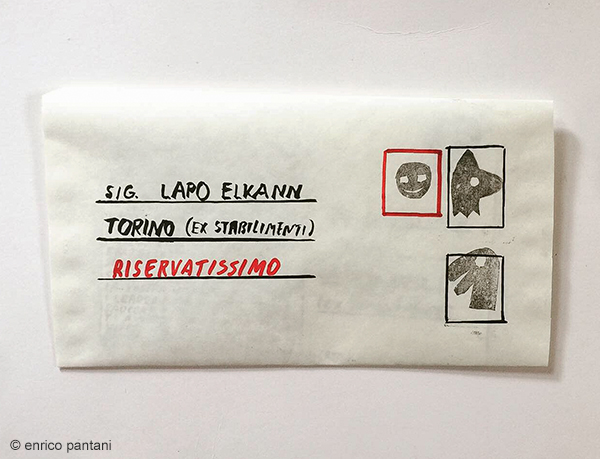 SIG. LAPO ELKANN
TORINO (EX STABILIMENTI)
RISERVATISSIMO
© enrico pantani